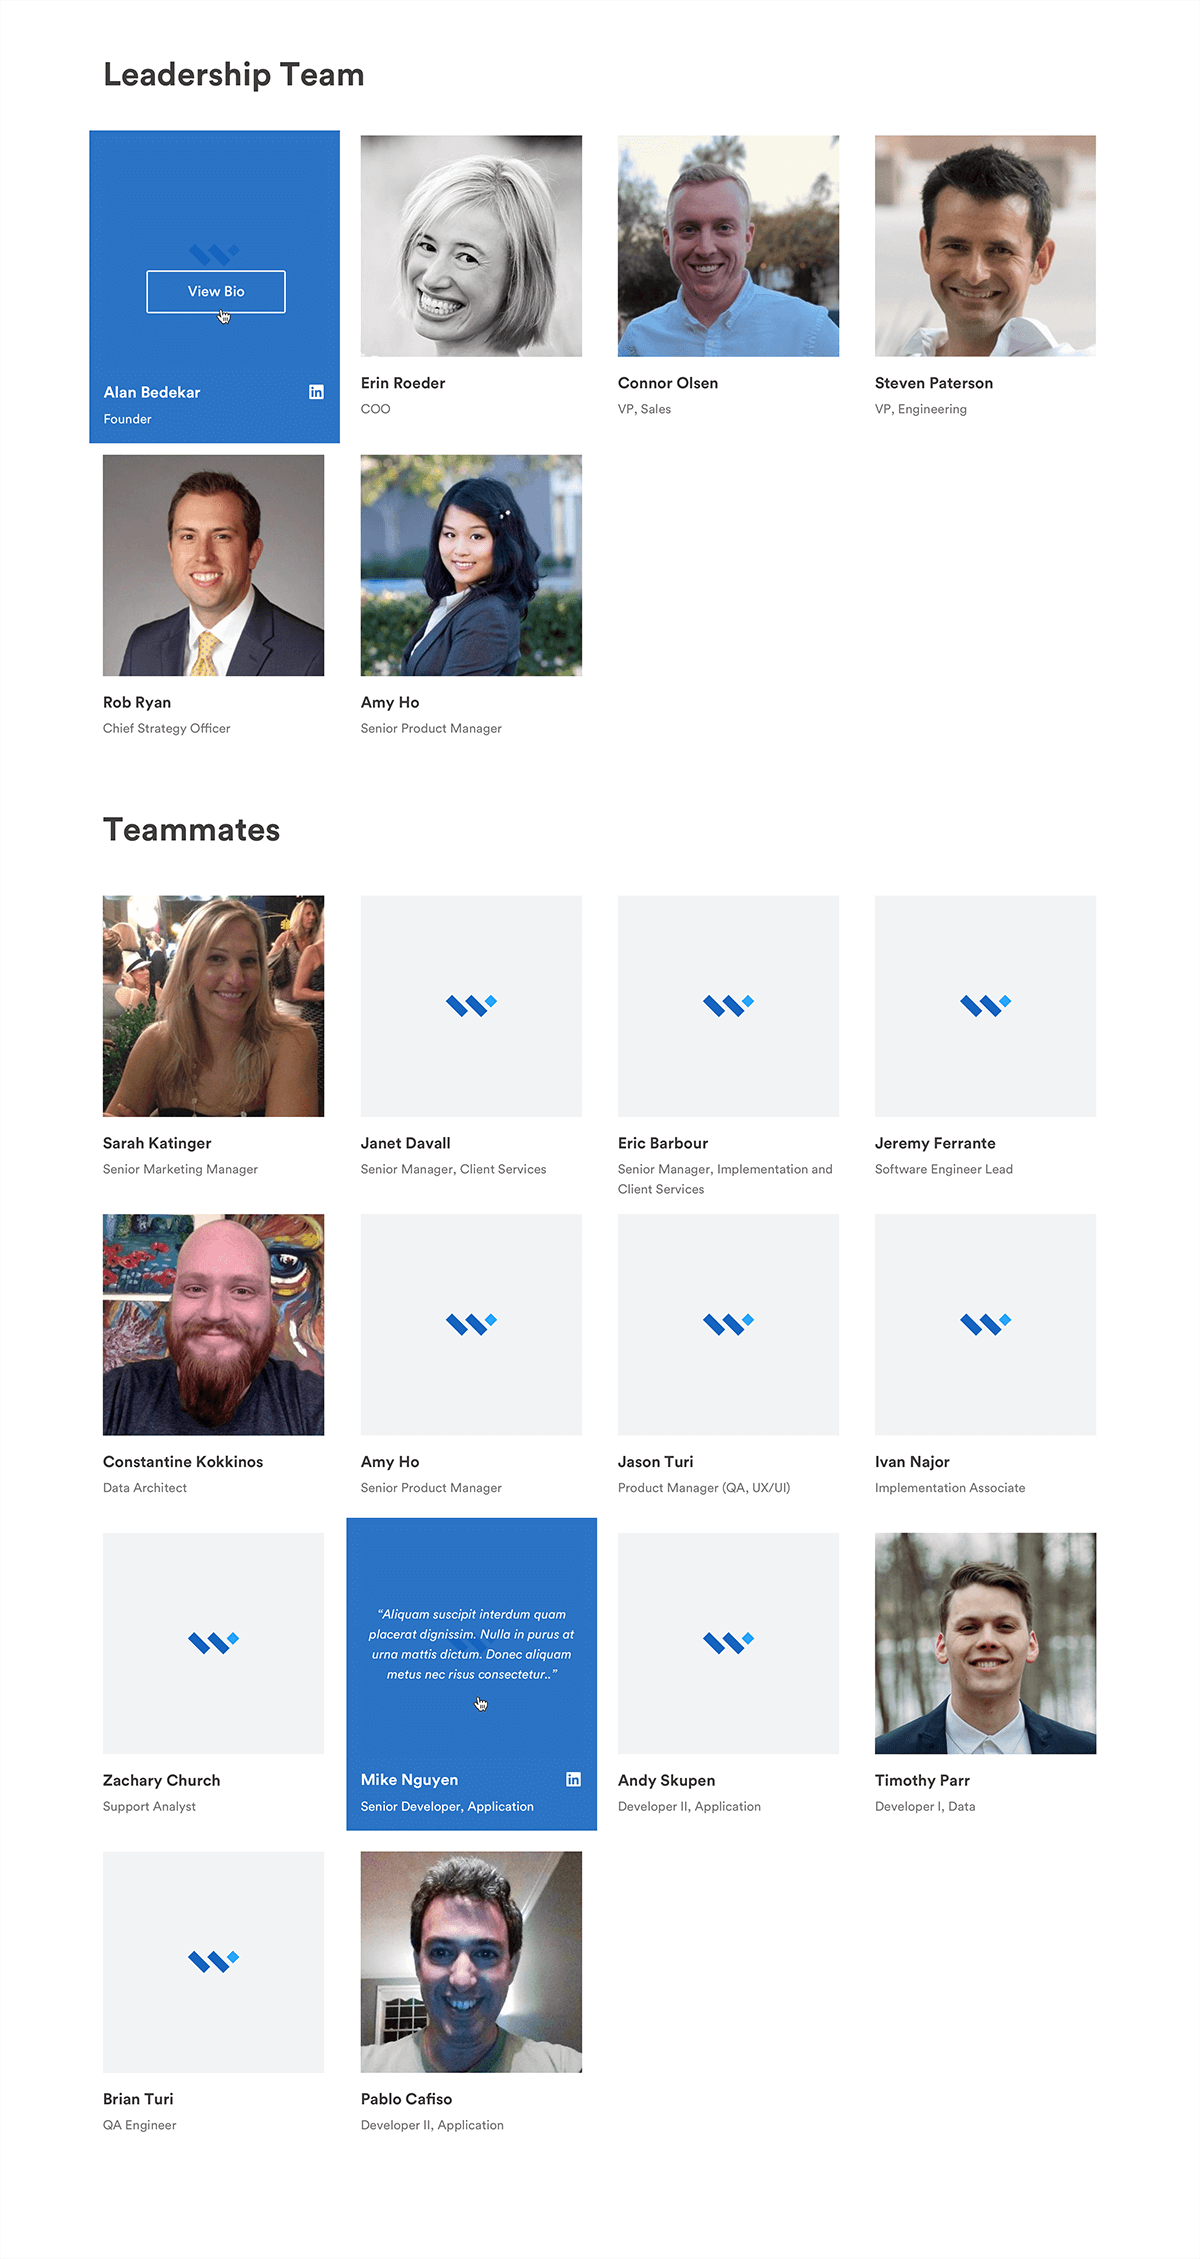 Leadership Team
View Bio
Alan Bedekar
in
Founder
Erin Roeder
COO
Connor Olsen
VP, Sales
Steven Paterson
VP, Engineering
Rob Ryan
Chief Strategy Officer
Amy Ho
Senior Product Manager
Teammates
Sarah Katinger
Senior Marketing Manager
Janet Davall
Senior Manager, Client Services
Eric Barbour
Senior Manager, Implementation and
Client Services
Jeremy Ferrante
Software Engineer Lead
Constantine Kokkinos
Data Architect
Amy Ho
Senior Product Manager
Jason Turi
Product Manager (QA, UX/UI)
Ivan Najor
Implementation Associate
Zachary Church
Support Analyst
“Aliquam suscipit interdum quam
placerat dignissim. Nulla in purus at
urna mattis dictum. Donec aliquam
metus nec risus consectetur..”
Mike Nguyen
in
Senior Developer, Application
Andy Skupen
Developer II, Application
Timothy Parr
Developer I, Data
Brian Turi
QA Engineer
Pablo Cafiso
Developer II, Application